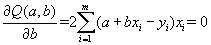 ∂Q(a,b)/∂b = 2∑_{i=1}^{m}(a + bx_i − y_i)x_i = 0